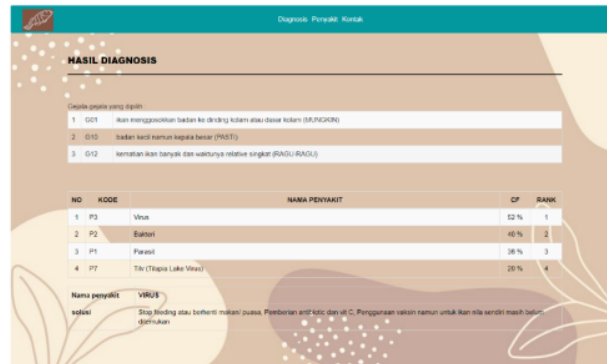 Diagnosis Penyakit Kontak
HASIL DIAGNOSIS
Gejala-gejala yang dipilih :
1 G01 ikan menggosokkan badan ke dinding kolam atau dasar kolam (MUNGKIN)
2 G10 badan kecil namun kepala besar (PASTI)
3 G12 kematian ikan banyak dan waktunya relative singkat (RAGU-RAGU)
NO KODE NAMA PENYAKIT CF RANK
1 P3 Virus 52 % 1
2 P2 Bakteri 40 % 2
3 P1 Parasit 36 % 3
4 P7 Tilv (Tilapia Lake Virus) 20 % 4
Nama penyakit VIRUS
solusi Stop feeding atau berhenti makan/ puasa, Pemberian antibiotic dan vit C, Penggunaan vaksin namun untuk ikan nila sendiri masih belum
ditemukan